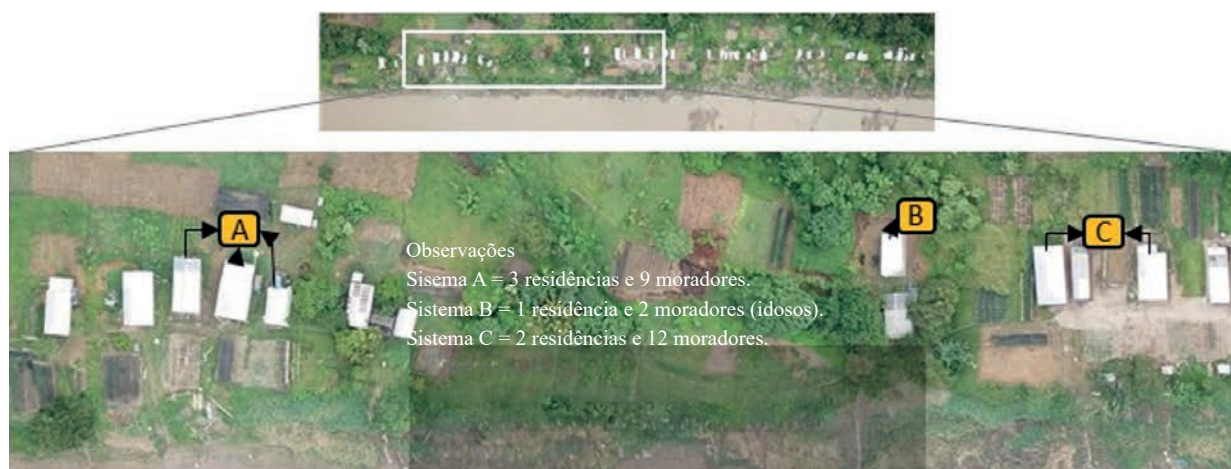 A
B
C
Observações
Sisema A = 3 residências e 9 moradores.
Sistema B = 1 residência e 2 moradores (idosos).
Sistema C = 2 residências e 12 moradores.